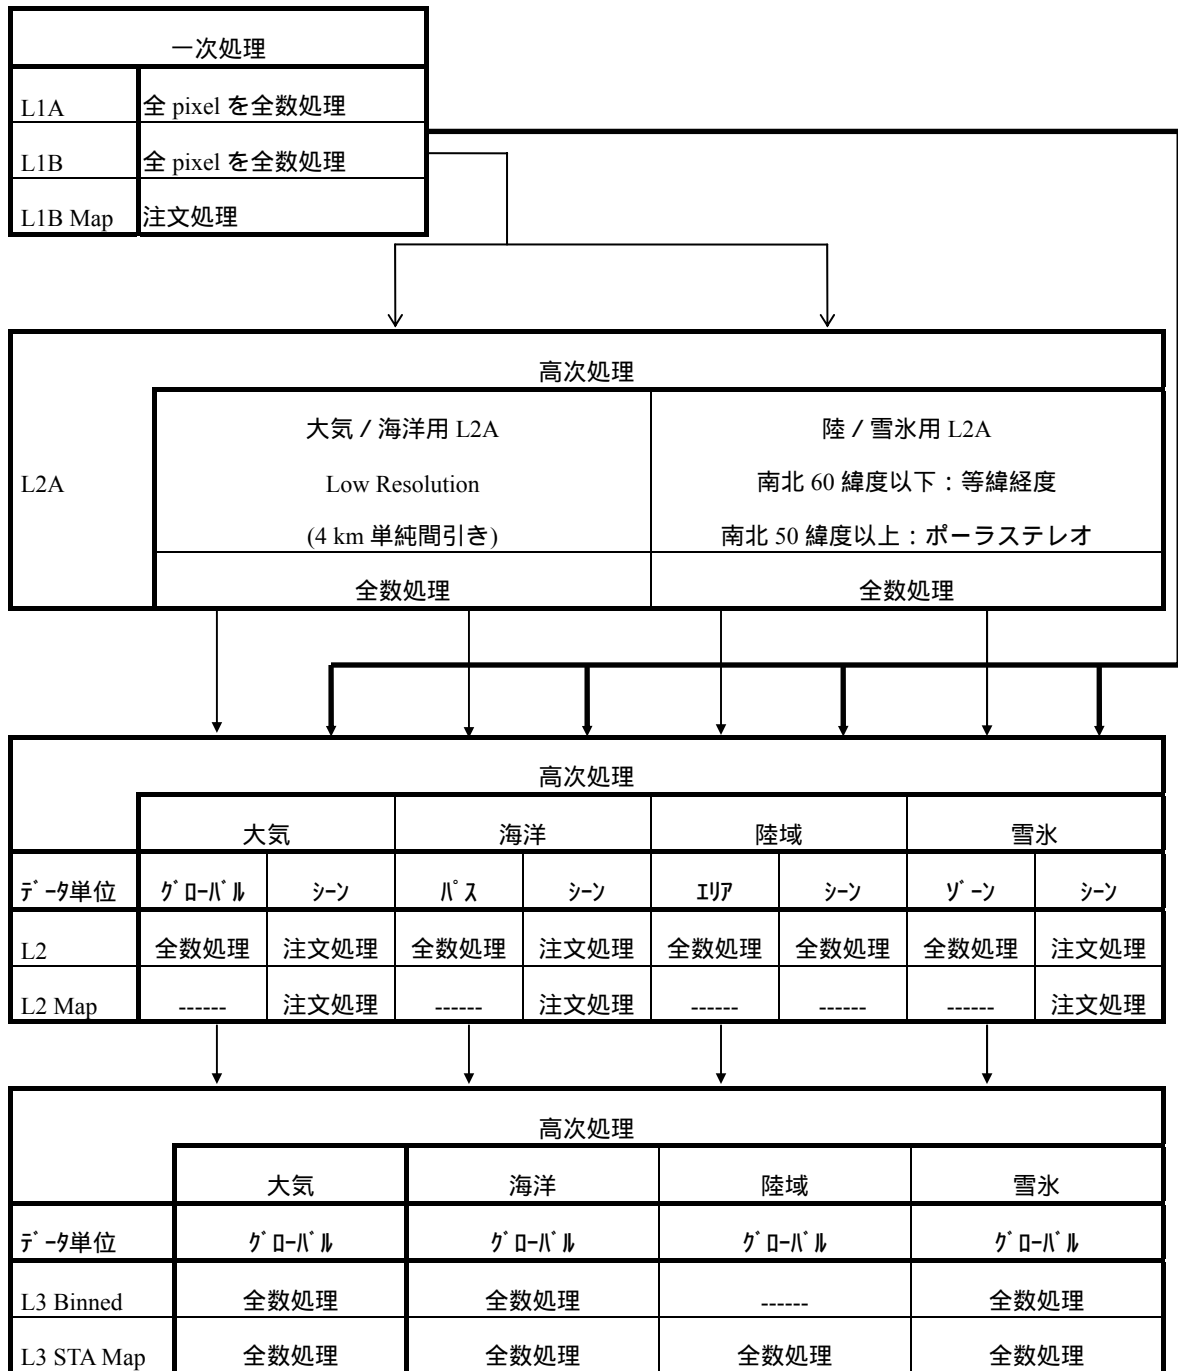 一次処理
L1A 全 pixel を全数処理
L1B 全 pixel を全数処理
L1B Map 注文処理
高次処理
大気／海洋用 L2A 陸／雪氷用 L2A
L2A Low Resolution 南北 60 緯度以下：等緯経度
(4 km 単純間引き) 南北 50 緯度以上：ポーラステレオ
全数処理 全数処理
高次処理
大気 海洋 陸域 雪氷
ﾃﾞｰﾀ単位 ｸﾞﾛｰﾊﾞﾙ ｼｰﾝ ﾊﾟｽ ｼｰﾝ ｴﾘｱ ｼｰﾝ ｿﾞｰﾝ ｼｰﾝ
L2 全数処理 注文処理 全数処理 注文処理 全数処理 全数処理 全数処理 注文処理
L2 Map ------ 注文処理 ------ 注文処理 ------ ------ ------ 注文処理
高次処理
大気 海洋 陸域 雪氷
ﾃﾞｰﾀ単位 ｸﾞﾛｰﾊﾞﾙ ｸﾞﾛｰﾊﾞﾙ ｸﾞﾛｰﾊﾞﾙ ｸﾞﾛｰﾊﾞﾙ
L3 Binned 全数処理 全数処理 ------ 全数処理
L3 STA Map 全数処理 全数処理 全数処理 全数処理